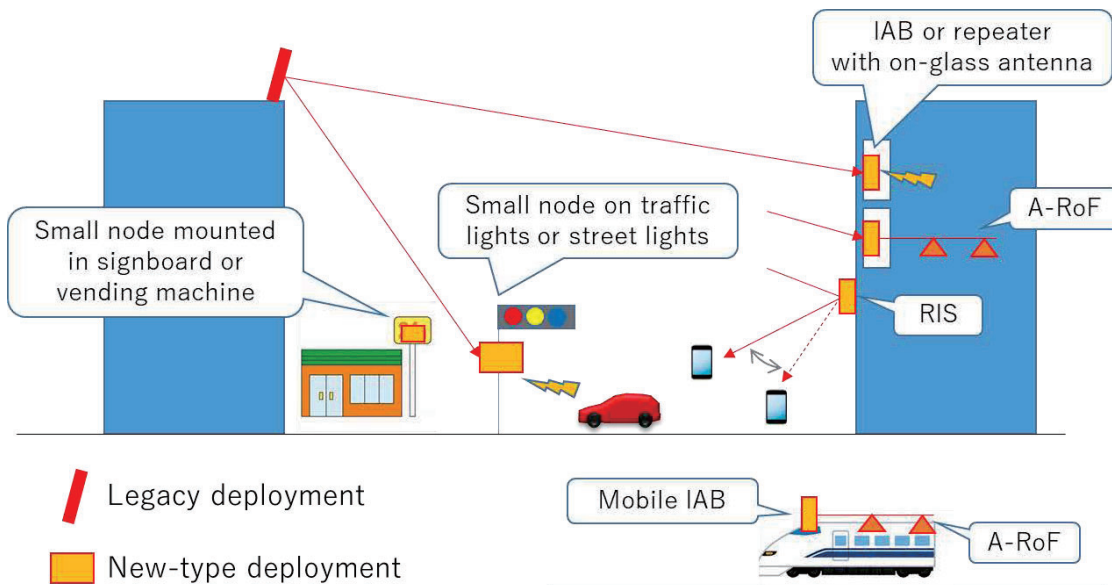 IAB or repeater
with on-glass antenna
Small node on traffic
lights or street lights
A-RoF
Small node mounted
in signboard or
vending machine
RIS
Legacy deployment
Mobile IAB
A-RoF
New-type deployment